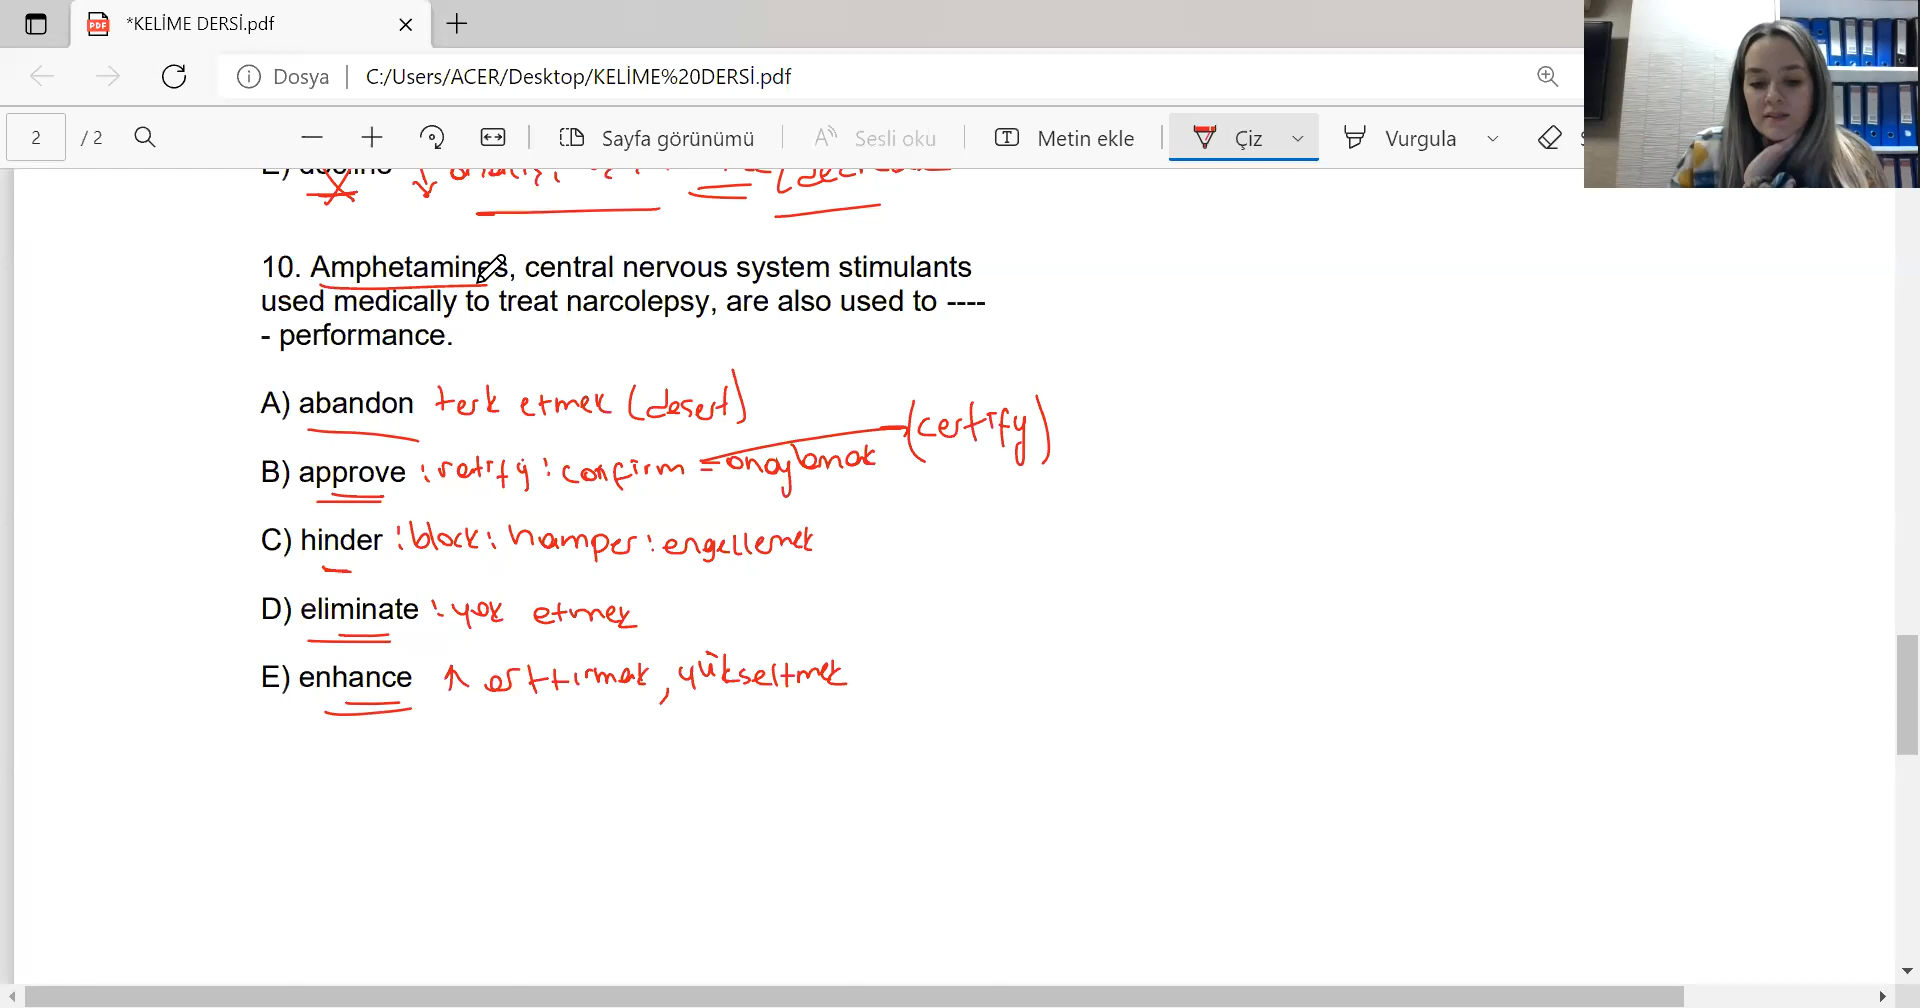 *KELİME DERSİ.pdf
Dosya C:/Users/ACER/Desktop/KELİME%20DERSİ.pdf
2 / 2 Sayfa görünümü Sesli oku Metin ekle Çiz Vurgula
10. Amphetamines, central nervous system stimulants
used medically to treat narcolepsy, are also used to ----
- performance.
A) abandon terk etmek (desert)
B) approve : ratify : confirm = onaylamak (certify)
C) hinder : block : hamper : engellemek
D) eliminate : yok etmek
E) enhance ↑ arttırmak, yükseltmek